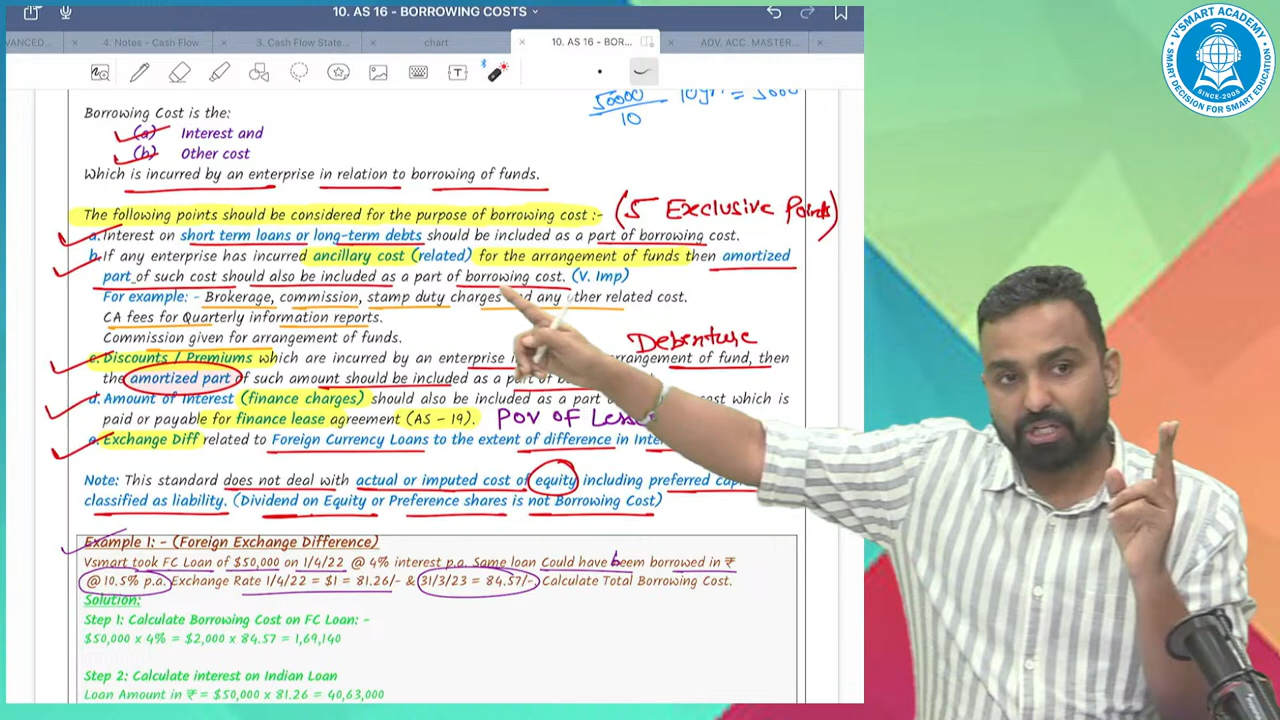 10. AS 16 - BORROWING COSTS
VANCED...
4. Notes - Cash Flow
3. Cash Flow State...
chart
10. AS 16 - BOR...
ADV. ACC. MASTER...
V'SMART ACADEMY
SINCE-2005
SMART DECISION FOR SMART EDUCATION
50000
10
Borrowing Cost is the:
(a) Interest and
(b) Other cost
Which is incurred by an enterprise in relation to borrowing of funds.
The following points should be considered for the purpose of borrowing cost :- (5 Exclusive Points)
a. Interest on short term loans or long-term debts should be included as a part of borrowing cost.
b. If any enterprise has incurred ancillary cost (related) for the arrangement of funds then amortized
part of such cost should also be included as a part of borrowing cost. (V. Imp)
For example: - Brokerage, commission, stamp duty charges and any other related cost.
CA fees for Quarterly information reports.
Commission given for arrangement of funds.
Debenture
c. Discounts / Premiums which are incurred by an enterprise arrangement of fund, then
the amortized part of such amount should be included as a part of
d. Amount of Interest (finance charges) should also be included as a cost which is
paid or payable for finance lease agreement (AS - 19). POV OF
e. Exchange Diff related to Foreign Currency Loans to the extent of difference in
Note: This standard does not deal with actual or imputed cost of equity including preferred
classified as liability. (Dividend on Equity or Preference shares is not Borrowing Cost)
Example 1: - (Foreign Exchange Difference)
Vsmart took FC Loan of $50,000 on 1/4/22 @ 4% interest p.a. Same loan Could have been borrowed in ₹
@ 10.5% p.a. Exchange Rate 1/4/22 = $1 = 81.26/- & 31/3/23 = 84.57/-. Calculate Total Borrowing Cost.
Solution:
Step 1: Calculate Borrowing Cost on FC Loan: -
$50,000 x 4% = $2,000 x 84.57 = 1,69,140
Step 2: Calculate interest on Indian Loan
Loan Amount in ₹ = $50,000 x 81.26 = 40,63,000